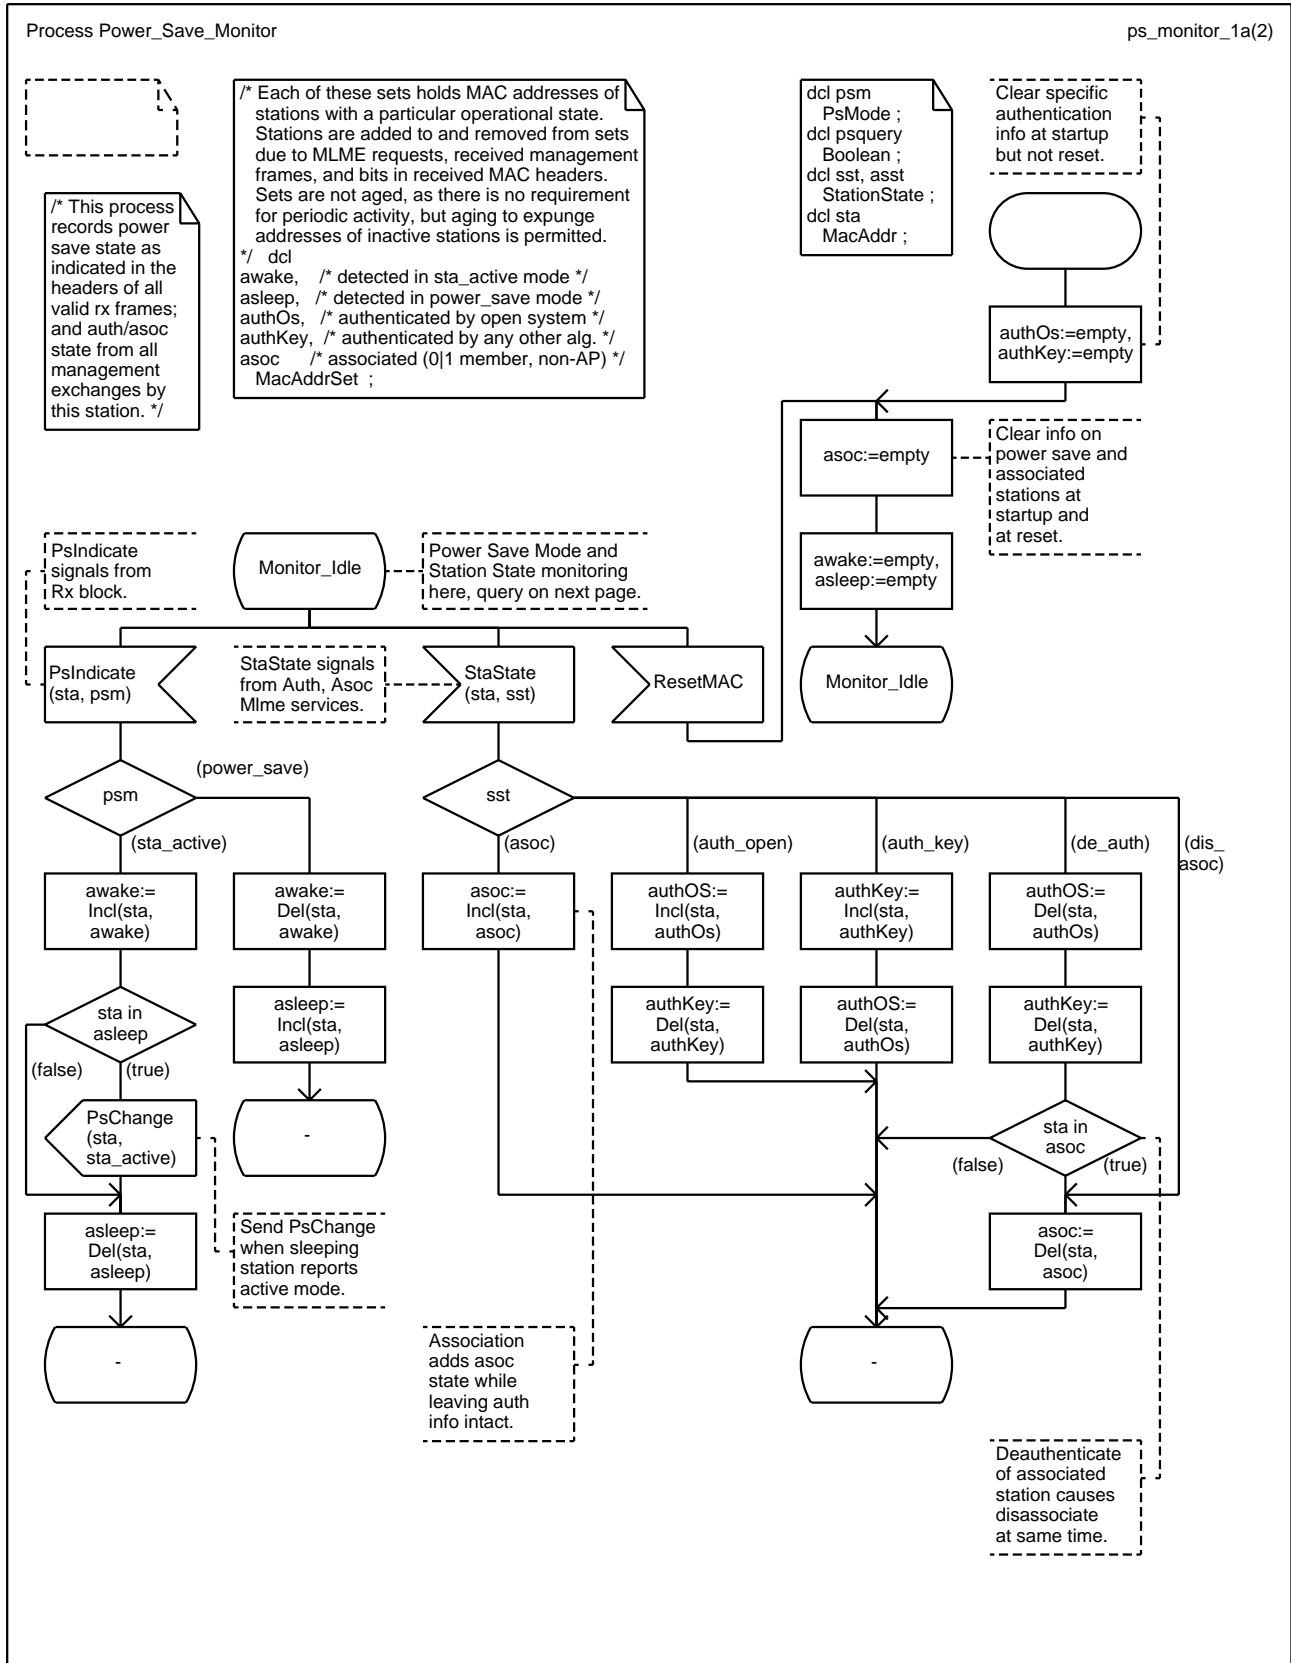 Process Power_Save_Monitor
ps_monitor_1a(2)
/* This process
records power
save state as
indicated in the
headers of all
valid rx frames;
and auth/asoc
state from all
management
exchanges by
this station. */
/* Each of these sets holds MAC addresses of
stations with a particular operational state.
Stations are added to and removed from sets
due to MLME requests, received management
frames, and bits in received MAC headers.
Sets are not aged, as there is no requirement
for periodic activity, but aging to expunge
addresses of inactive stations is permitted.
*/ dcl
awake, /* detected in sta_active mode */
asleep, /* detected in power_save mode */
authOs, /* authenticated by open system */
authKey, /* authenticated by any other alg. */
asoc /* associated (0|1 member, non-AP) */
MacAddrSet ;
dcl psm
PsMode ;
dcl psquery
Boolean ;
dcl sst, asst
StationState ;
dcl sta
MacAddr ;
Clear specific
authentication
info at startup
but not reset.
authOs:=empty,
authKey:=empty
asoc:=empty
Clear info on
power save and
associated
stations at
startup and
at reset.
awake:=empty,
asleep:=empty
Monitor_Idle
PsIndicate
signals from
Rx block.
Monitor_Idle
Power Save Mode and
Station State monitoring
here, query on next page.
PsIndicate
(sta, psm)
StaState signals
from Auth, Asoc
Mlme services.
StaState
(sta, sst)
ResetMAC
psm
(power_save)
(sta_active)
sst
(asoc)
(auth_open)
(auth_key)
(de_auth)
(dis_
asoc)
awake:=
Incl(sta,
awake)
awake:=
Del(sta,
awake)
asoc:=
Incl(sta,
asoc)
authOS:=
Incl(sta,
authOs)
authKey:=
Incl(sta,
authKey)
authOS:=
Del(sta,
authOs)
sta in
asleep
(false)
(true)
asleep:=
Incl(sta,
asleep)
authKey:=
Del(sta,
authKey)
authOS:=
Del(sta,
authOs)
authKey:=
Del(sta,
authKey)
PsChange
(sta,
sta_active)
-
sta in
asoc
(false)
(true)
asleep:=
Del(sta,
asleep)
Send PsChange
when sleeping
station reports
active mode.
asoc:=
Del(sta,
asoc)
-
Association
adds asoc
state while
leaving auth
info intact.
-
Deauthenticate
of associated
station causes
disassociate
at same time.